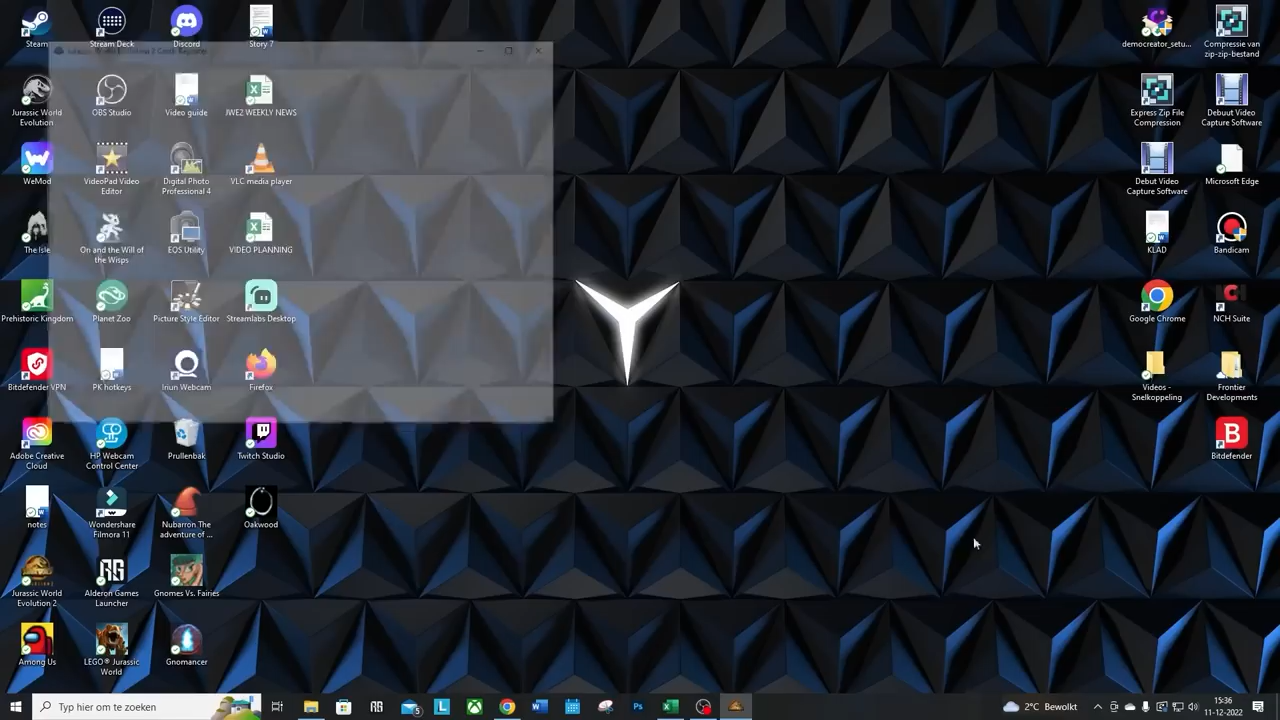 Steam
Stream Deck
Discord
Story 7
democreator_setu...
Compressie van
zip-zip-bestand
Jurassic World
Evolution
OBS Studio
Video guide
JWE2 WEEKLY NEWS
Express Zip File
Compression
Debuut Video
Capture Software
WeMod
VideoPad Video
Editor
Digital Photo
Professional 4
VLC media player
Debut Video
Capture Software
Microsoft Edge
The Isle
Ori and the Will of
the Wisps
EOS Utility
VIDEO PLANNING
KLAD
Bandicam
Prehistoric Kingdom
Planet Zoo
Picture Style Editor
Streamlabs Desktop
Google Chrome
NCH Suite
Bitdefender VPN
PK hotkeys
Iriun Webcam
Firefox
Videos -
Snelkoppeling
Frontier
Developments
Adobe Creative
Cloud
HP Webcam
Control Center
Prullenbak
Twitch Studio
Bitdefender
notes
Wondershare
Filmora 11
Nubarron The
adventure of ...
Oakwood
Jurassic World
Evolution 2
Alderon Games
Launcher
Gnomes Vs. Fairies
Among Us
LEGO® Jurassic
World
Gnomancer
Typ hier om te zoeken
2°C Bewolkt
15:36
11-12-2022